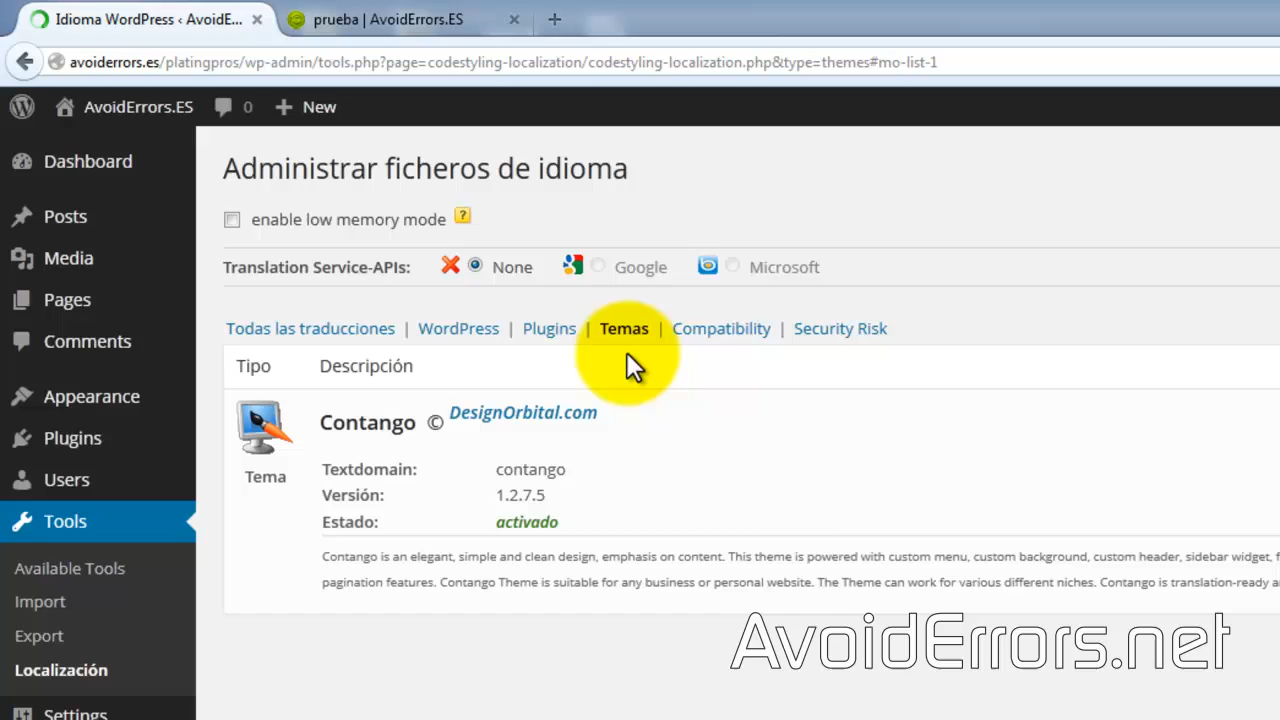 Idioma WordPress ‹ AvoidE...
prueba | AvoidErrors.ES
avoiderrors.es/platingpros/wp-admin/tools.php?page=codestyling-localization/codestyling-localization.php&type=themes#mo-list-1
AvoidErrors.ES 0 New
Dashboard
Posts
Media
Pages
Comments
Appearance
Plugins
Users
Tools
Available Tools
Import
Export
Localización
Settings
Administrar ficheros de idioma
enable low memory mode ?
Translation Service-APIs: None Google Microsoft
Todas las traducciones | WordPress | Plugins | Temas | Compatibility | Security Risk
Tipo Descripción
Contango © DesignOrbital.com
Tema
Textdomain: contango
Versión: 1.2.7.5
Estado: activado
Contango is an elegant, simple and clean design, emphasis on content. This theme is powered with custom menu, custom background, custom header, sidebar widget, f
pagination features. Contango Theme is suitable for any business or personal website. The Theme can work for various different niches. Contango is translation-ready a
AvoidErrors.net